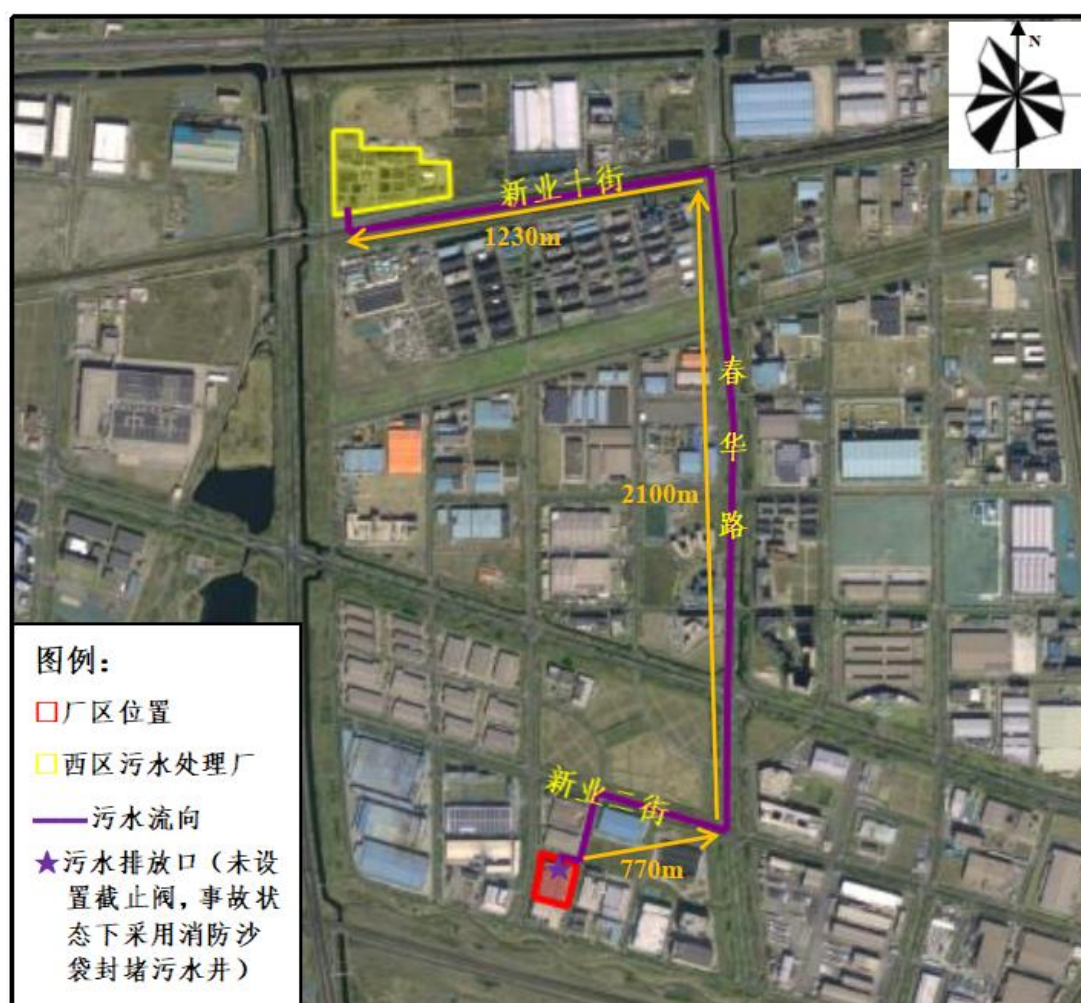 N
新业十街
1230m
春
华
路
2100m
新业二街
770m
图例：
厂区位置
西区污水处理厂
污水流向
污水排放口（未设
置截止阀，事故状
态下采用消防沙
袋封堵污水井）